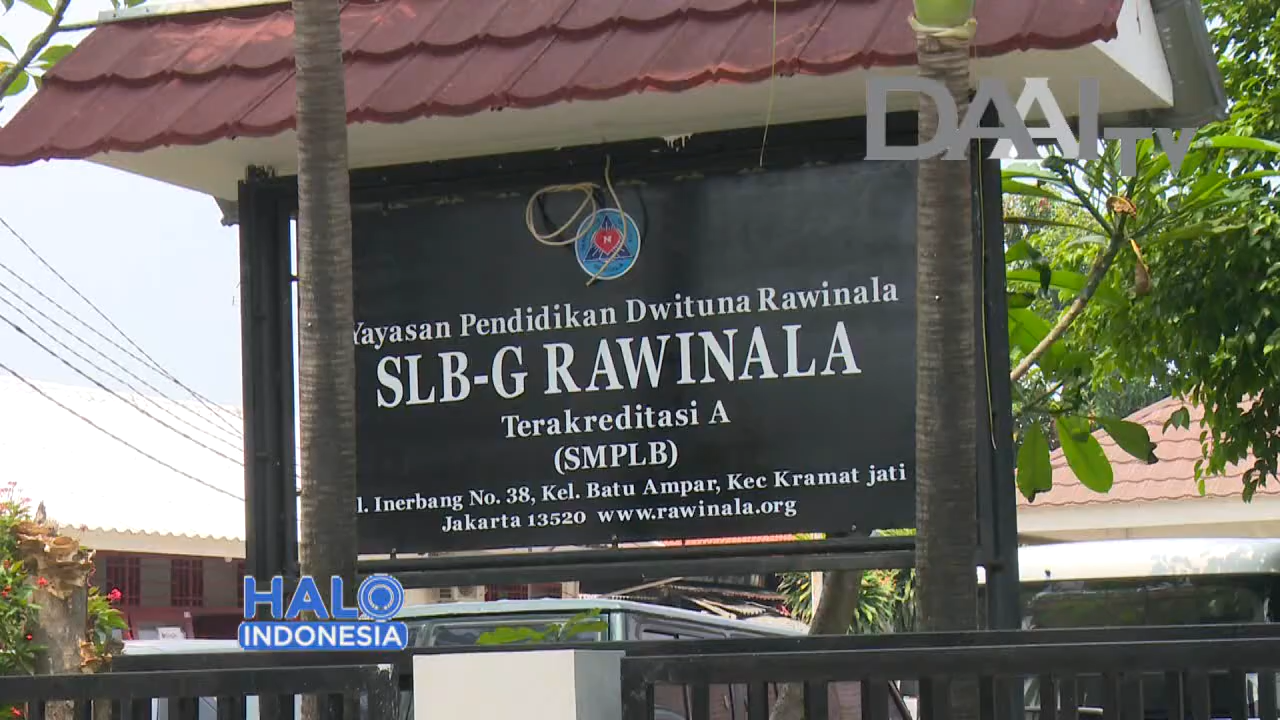 DAAI TV
Yayasan Pendidikan Dwituna Rawinala
SLB-G RAWINALA
Terakreditasi A
(SMPLB)
l. Inerbang No. 38, Kel. Batu Ampar, Kec Kramat jati
Jakarta 13520 www.rawinala.org
HALO
INDONESIA